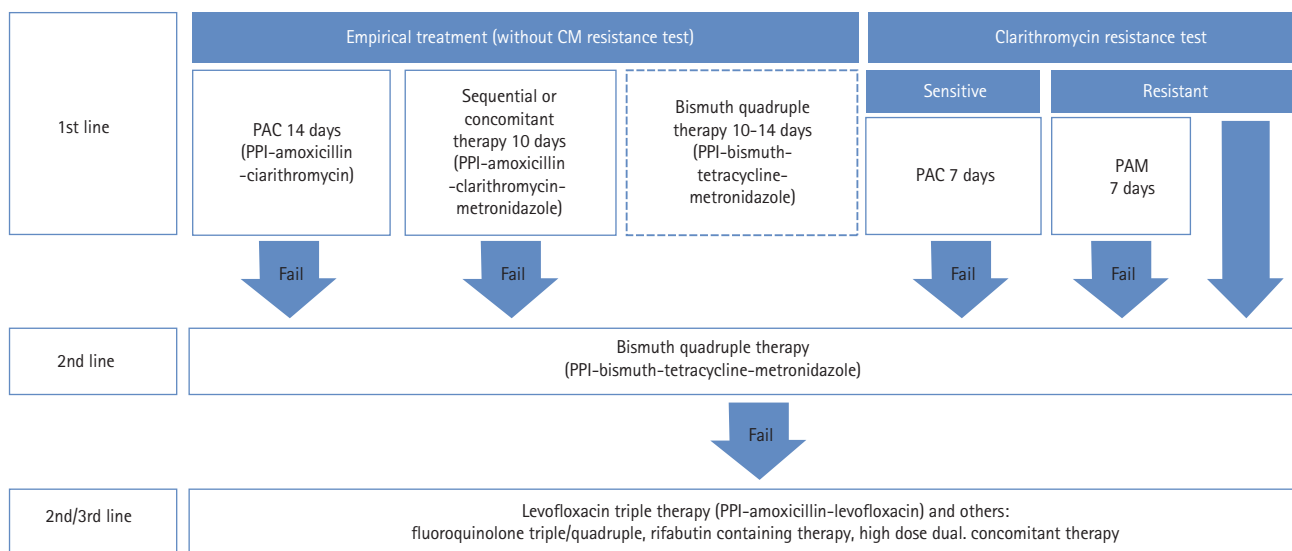 Empirical treatment (without CM resistance test)
Clarithromycin resistance test
Sensitive
Resistant
1st line
PAC 14 days
(PPI-amoxicillin
-ciarithromycin)
Sequential or
concomitant
therapy 10 days
(PPI-amoxicillin
-clarithromycin-
metronidazole)
Bismuth quadruple
therapy 10-14 days
(PPI-bismuth-
tetracycline-
metronidazole)
PAC 7 days
PAM
7 days
Fail
Fail
Fail
Fail
2nd line
Bismuth quadruple therapy
(PPI-bismuth-tetracycline-metronidazole)
Fail
2nd/3rd line
Levofloxacin triple therapy (PPI-amoxicillin-levofloxacin) and others:
fluoroquinolone triple/quadruple, rifabutin containing therapy, high dose dual. concomitant therapy